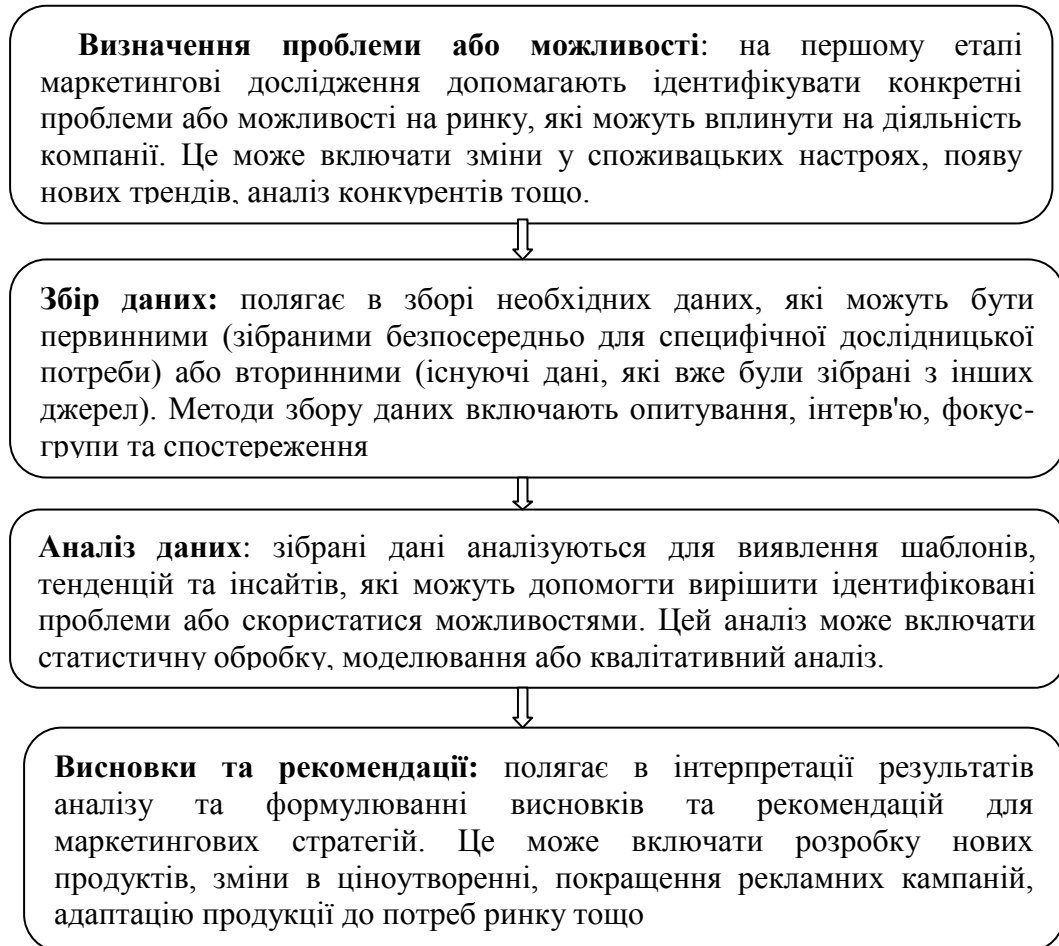 Визначення проблеми або можливості: на першому етапі
маркетингові дослідження допомагають ідентифікувати конкретні
проблеми або можливості на ринку, які можуть вплинути на діяльність
компанії. Це може включати зміни у споживацьких настроях, появу
нових трендів, аналіз конкурентів тощо.
Збір даних: полягає в зборі необхідних даних, які можуть бути
первинними (зібраними безпосередньо для специфічної дослідницької
потреби) або вторинними (існуючі дані, які вже були зібрані з інших
джерел). Методи збору даних включають опитування, інтерв'ю, фокус-
групи та спостереження
Аналіз даних: зібрані дані аналізуються для виявлення шаблонів,
тенденцій та інсайтів, які можуть допомогти вирішити ідентифіковані
проблеми або скористатися можливостями. Цей аналіз може включати
статистичну обробку, моделювання або квалітативний аналіз.
Висновки та рекомендації: полягає в інтерпретації результатів
аналізу та формулюванні висновків та рекомендацій для
маркетингових стратегій. Це може включати розробку нових
продуктів, зміни в ціноутворенні, покращення рекламних кампаній,
адаптацію продукції до потреб ринку тощо